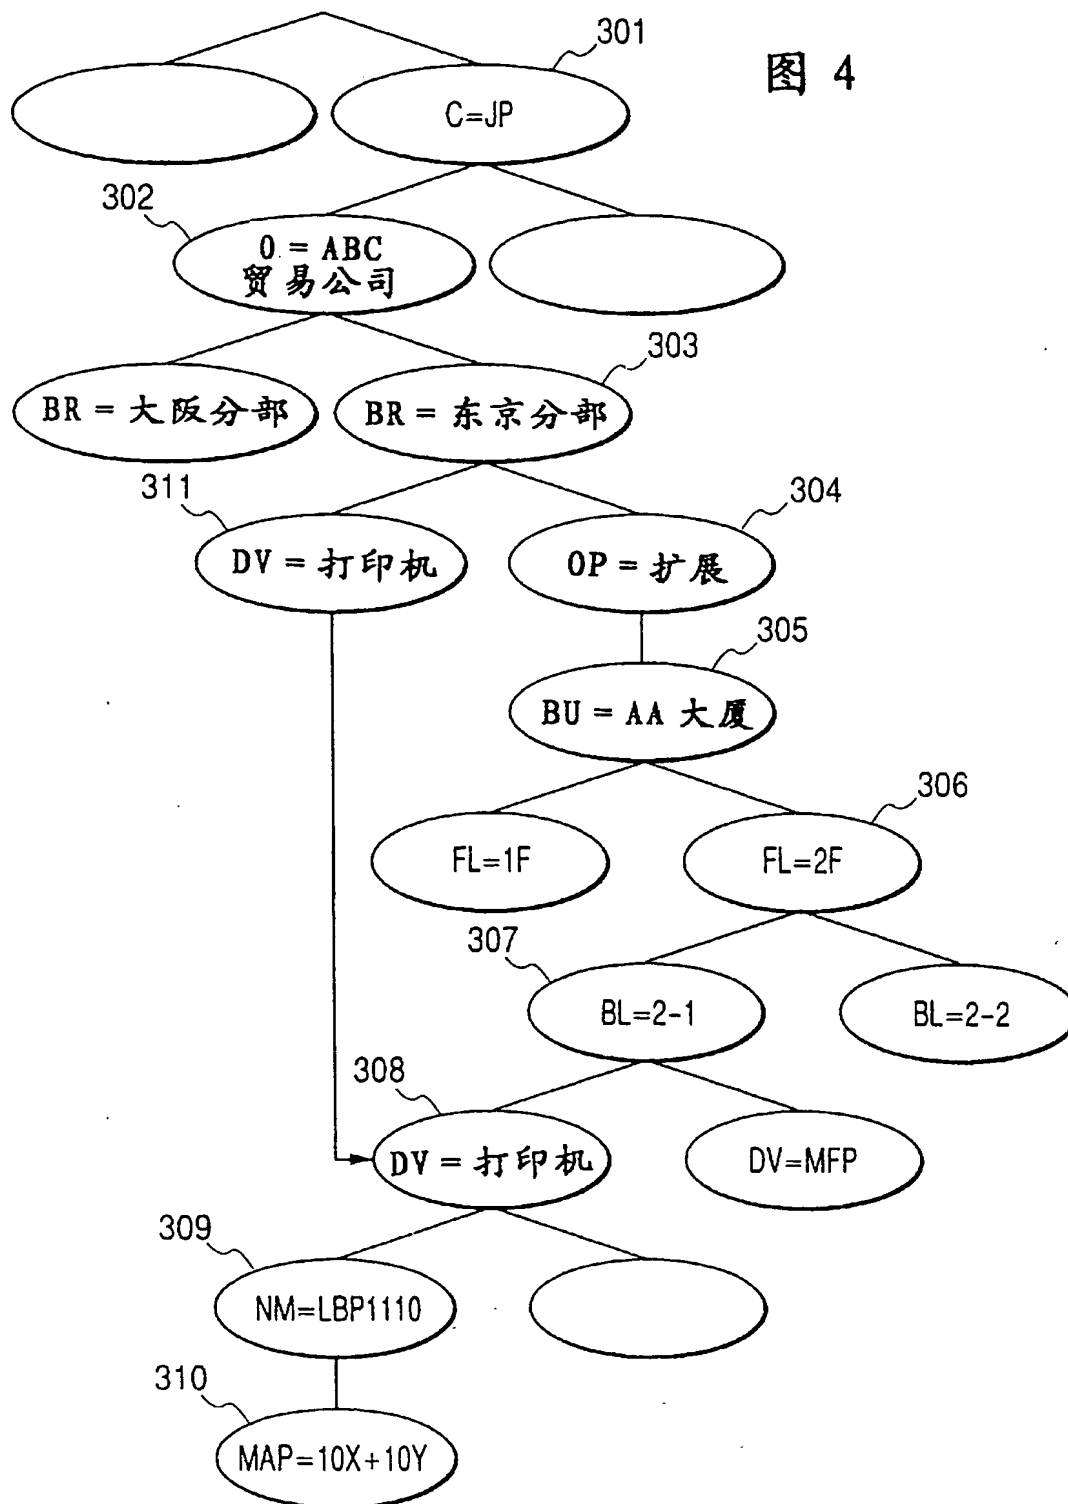 301
图 4
C=JP
302
0 = ABC
贸易公司
303
BR = 大阪分部
BR = 东京分部
311
304
DV = 打印机
OP = 扩展
305
BU = AA 大厦
306
FL=1F
FL=2F
307
BL=2-1
BL=2-2
308
DV = 打印机
DV=MFP
309
NM=LBP1110
310
MAP=10X+10Y